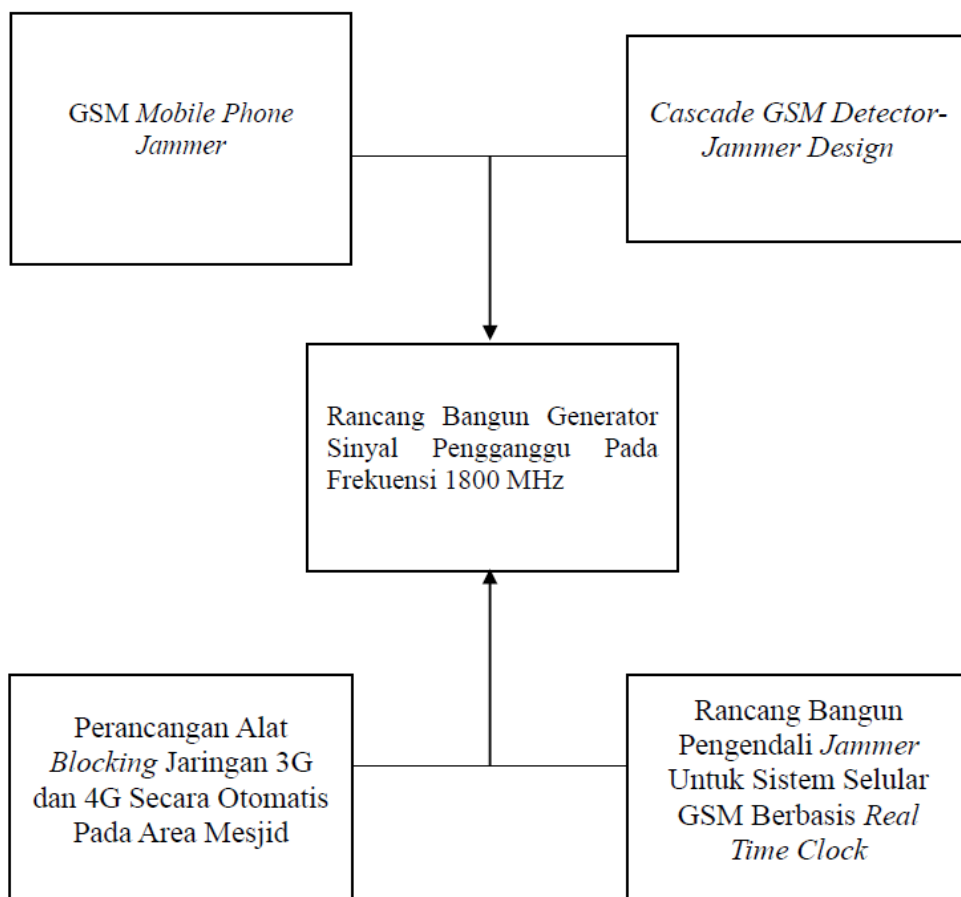 GSM Mobile Phone
Jammer
Cascade GSM Detector-
Jammer Design
Rancang Bangun Generator
Sinyal Pengganggu Pada
Frekuensi 1800 MHz
Perancangan Alat
Blocking Jaringan 3G
dan 4G Secara Otomatis
Pada Area Mesjid
Rancang Bangun
Pengendali Jammer
Untuk Sistem Selular
GSM Berbasis Real
Time Clock